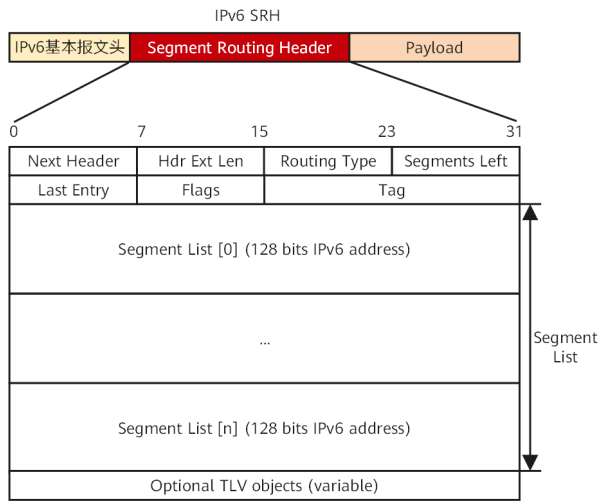 IPv6 SRH
IPv6基本报文头 Segment Routing Header Payload
0 7 15 23 31
Next Header Hdr Ext Len Routing Type Segments Left
Last Entry Flags Tag
Segment List [0] (128 bits IPv6 address)
...
Segment
List
Segment List [n] (128 bits IPv6 address)
Optional TLV objects (variable)